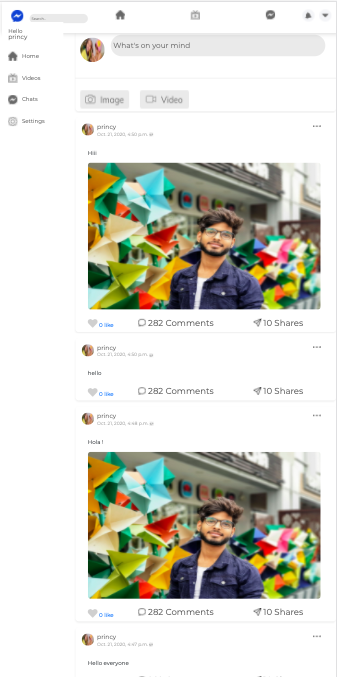 Search..
Hello
princy
Home
Videos
Chats
Settings
What's on your mind
Image
Video
princy
Oct. 21, 2020, 4:50 p.m.
Hiii
0 like
282 Comments
10 Shares
princy
Oct. 21, 2020, 4:50 p.m.
hello
0 like
282 Comments
10 Shares
princy
Oct. 21, 2020, 4:48 p.m.
Hola !
0 like
282 Comments
10 Shares
princy
Oct. 21, 2020, 4:47 p.m.
Hello everyone